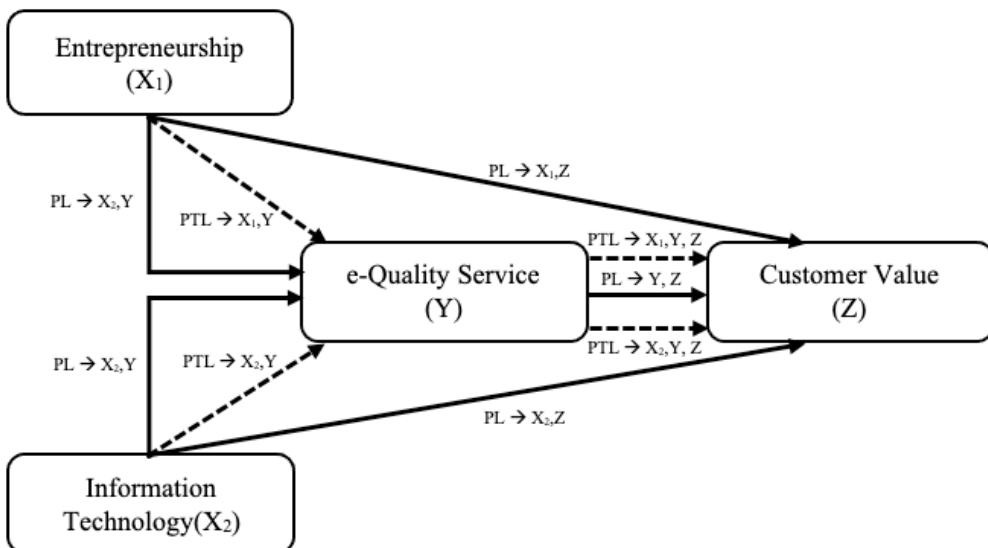 Entrepreneurship
(X₁)
PL → X₁,Z
PL → X₂,Y
PTL → X₁,Y
e-Quality Service
(Y)
PTL → X₁,Y, Z
PL → Y, Z
PTL → X₂,Y, Z
Customer Value
(Z)
PL → X₂,Y
PTL → X₂,Y
PL → X₂,Z
Information
Technology(X₂)